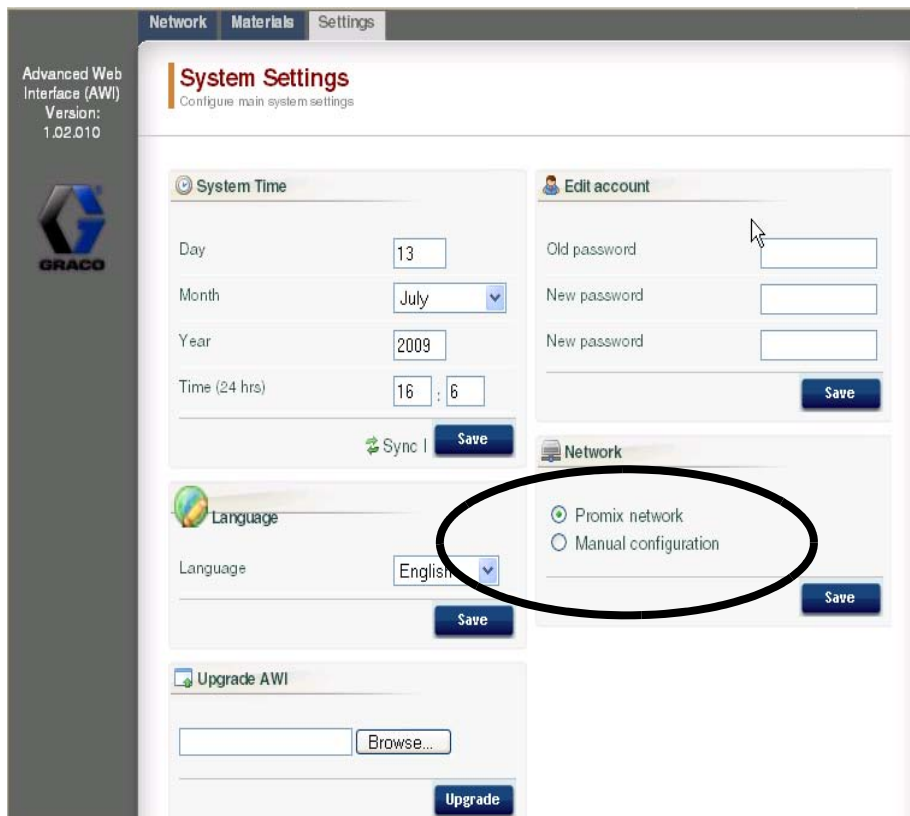 Network Materials Settings
Advanced Web
Interface (AWI)
Version:
1.02.010
GRACO
System Settings
Configure main system settings
System Time
Day 13
Month July
Year 2009
Time (24 hrs) 16 : 6
Sync | Save
Language
Language English
Save
Upgrade AWI
Browse...
Upgrade
Edit account
Old password
New password
New password
Save
Network
Promix network
Manual configuration
Save